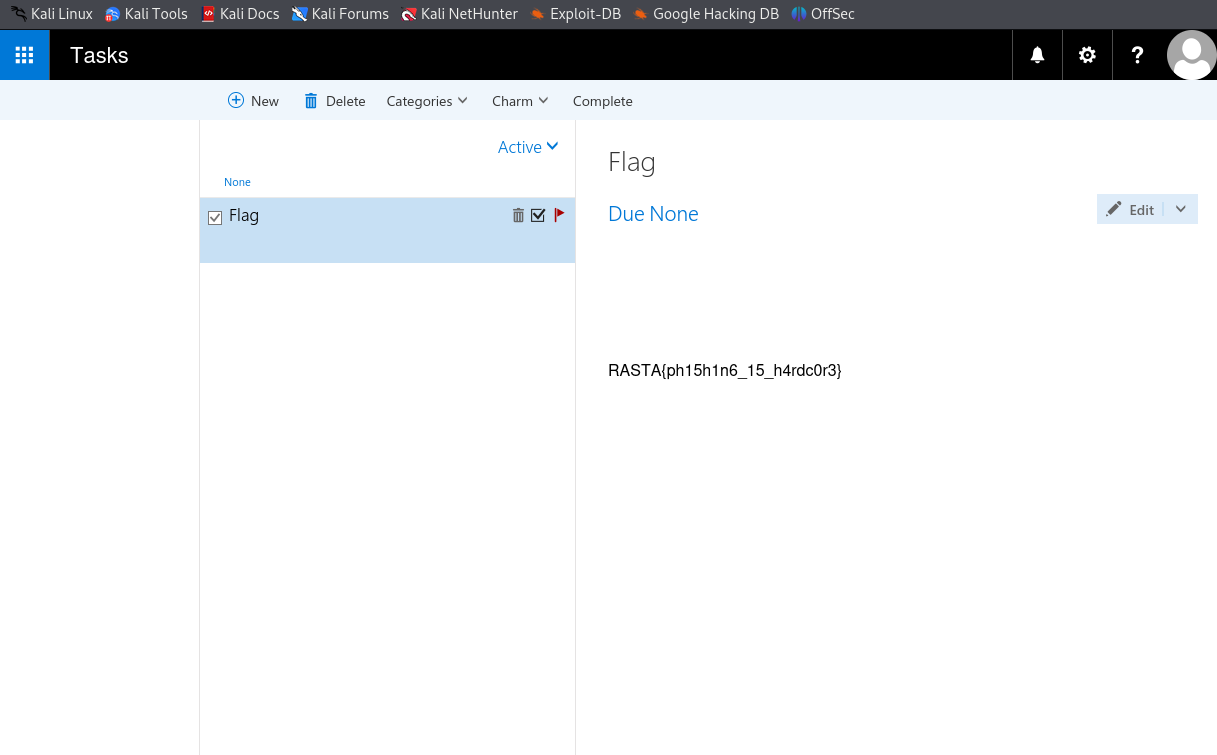 Kali Linux Kali Tools Kali Docs Kali Forums Kali NetHunter Exploit-DB Google Hacking DB OffSec
Tasks
New Delete Categories Charm Complete
Active
None
Flag
Flag
Due None
Edit
RASTA{ph15h1n6_15_h4rdc0r3}